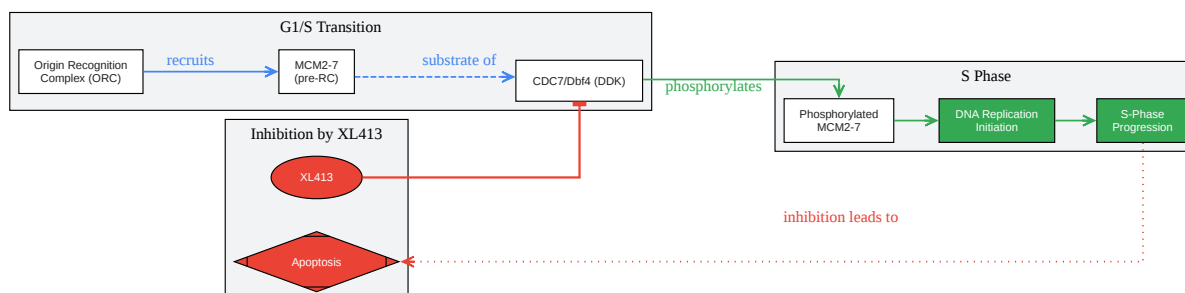 G1/S Transition
Origin Recognition
Complex (ORC)
recruits
MCM2-7
(pre-RC)
substrate of
CDC7/Dbf4 (DDK)
phosphorylates
S Phase
Phosphorylated
MCM2-7
DNA Replication
Initiation
S-Phase
Progression
Inhibition by XL413
XL413
inhibition leads to
Apoptosis